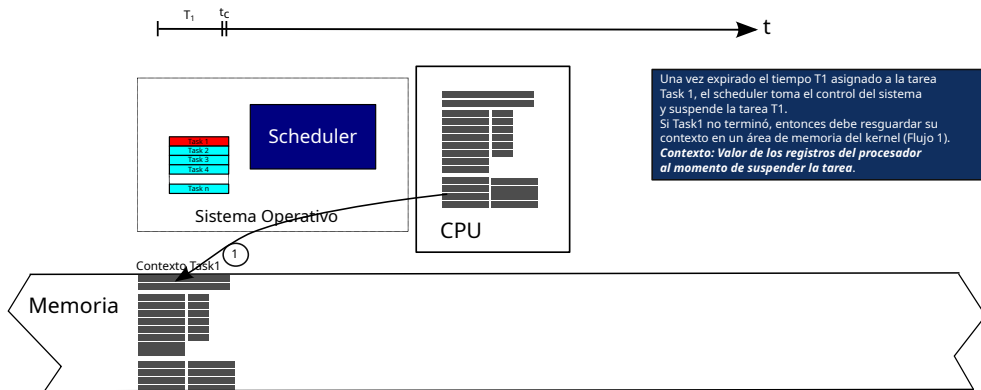 T₁
tc
t
Una vez expirado el tiempo T1 asignado a la tarea
Task 1, el scheduler toma el control del sistema
y suspende la tarea T1.
Si Task1 no terminó, entonces debe resguardar su
contexto en un área de memoria del kernel (Flujo 1).
Contexto: Valor de los registros del procesador
al momento de suspender la tarea.
Scheduler
Task 1
Task 2
Task 3
Task 4
Task n
Sistema Operativo
CPU
1
Contexto Task1
Memoria